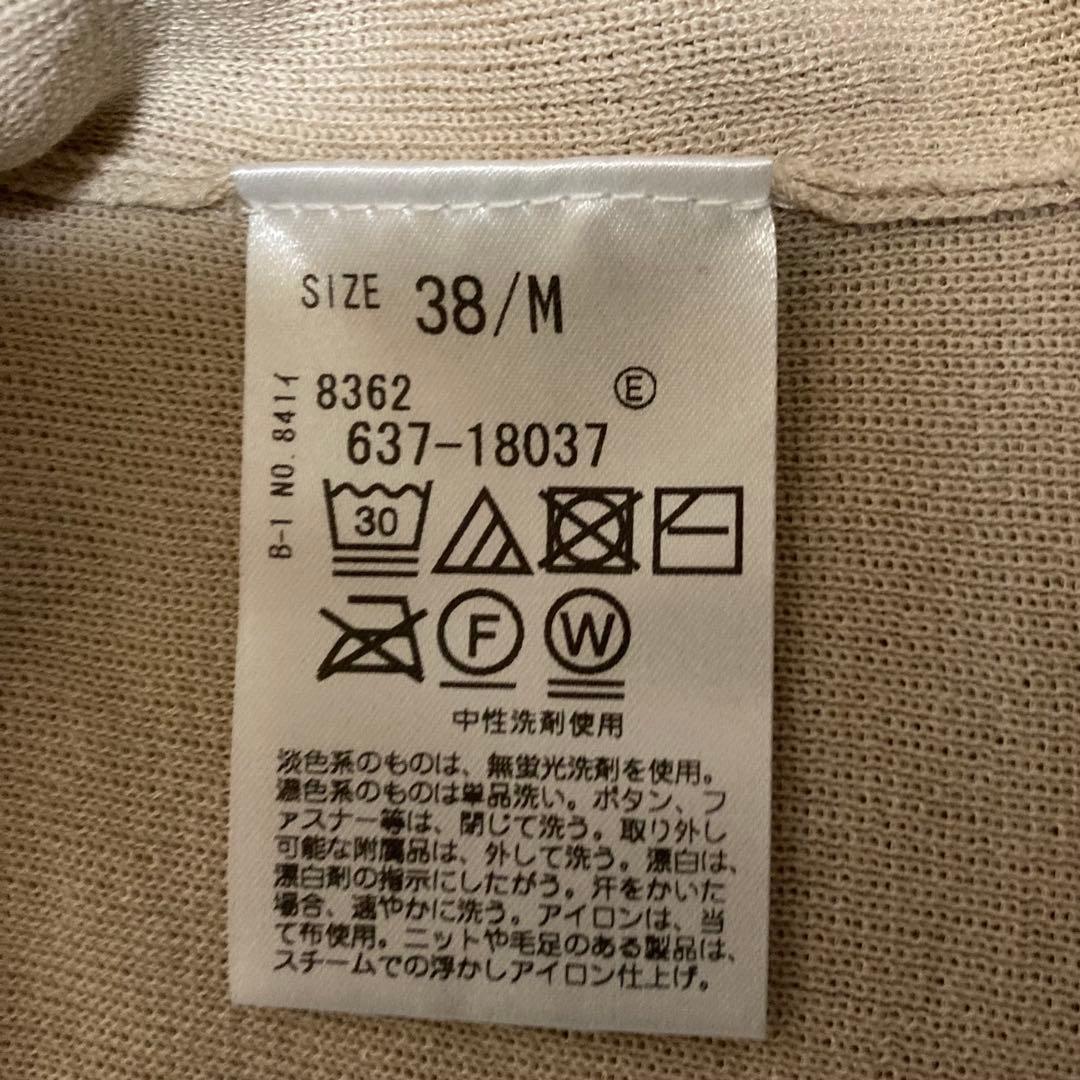 SIZE 38/M
8362 Ⓔ
637-18037
B-1 NO.841イ
30
F W
中性洗剤使用
淡色系のものは、無蛍光洗剤を使用。
濃色系のものは単品洗い。ボタン、フ
ァスナー等は、閉じて洗う。取り外し
可能な附属品は、外して洗う。漂白は、
漂白剤の指示にしたがう。汗をかいた
場合、速やかに洗う。アイロンは、当
て布使用。ニットや毛足のある製品は、
スチームでの浮かしアイロン仕上げ。